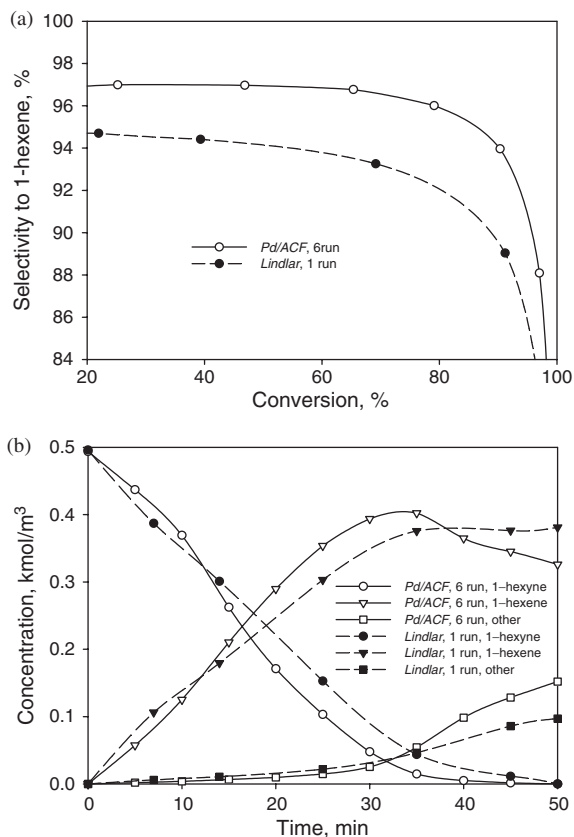 (a)
100
98
96
94
92
90
88
86
84
Selectivity to 1-hexene, %
Pd/ACF, 6run
Lindlar, 1 run
20
40
60
80
100
Conversion, %
(b)
0.5
0.4
0.3
0.2
0.1
0.0
Concentration, kmol/m³
Pd/ACF, 6 run, 1–hexyne
Pd/ACF, 6 run, 1–hexene
Pd/ACF, 6 run, other
Lindlar, 1 run, 1–hexyne
Lindlar, 1 run, 1–hexene
Lindlar, 1 run, other
0
10
20
30
40
50
Time, min